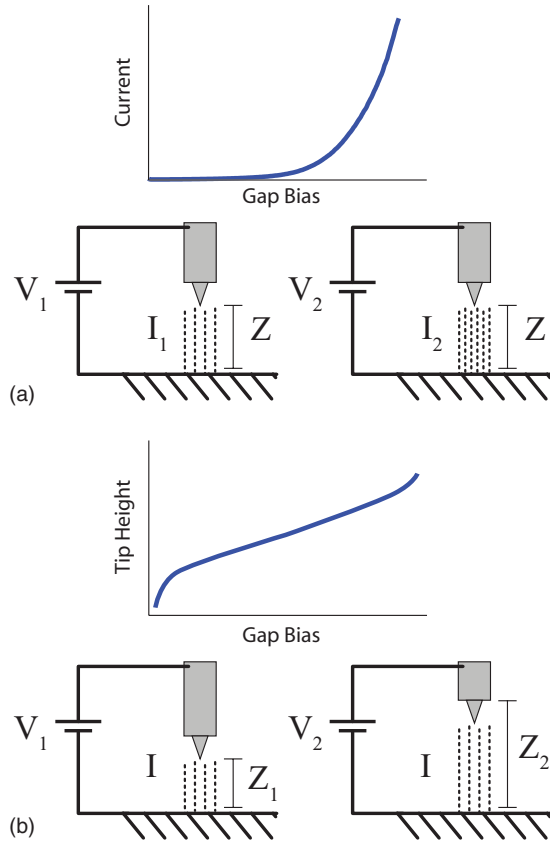 Current
Gap Bias
V1
I1
Z
V2
I2
Z
(a)
Tip Height
Gap Bias
V1
I
Z1
V2
I
Z2
(b)